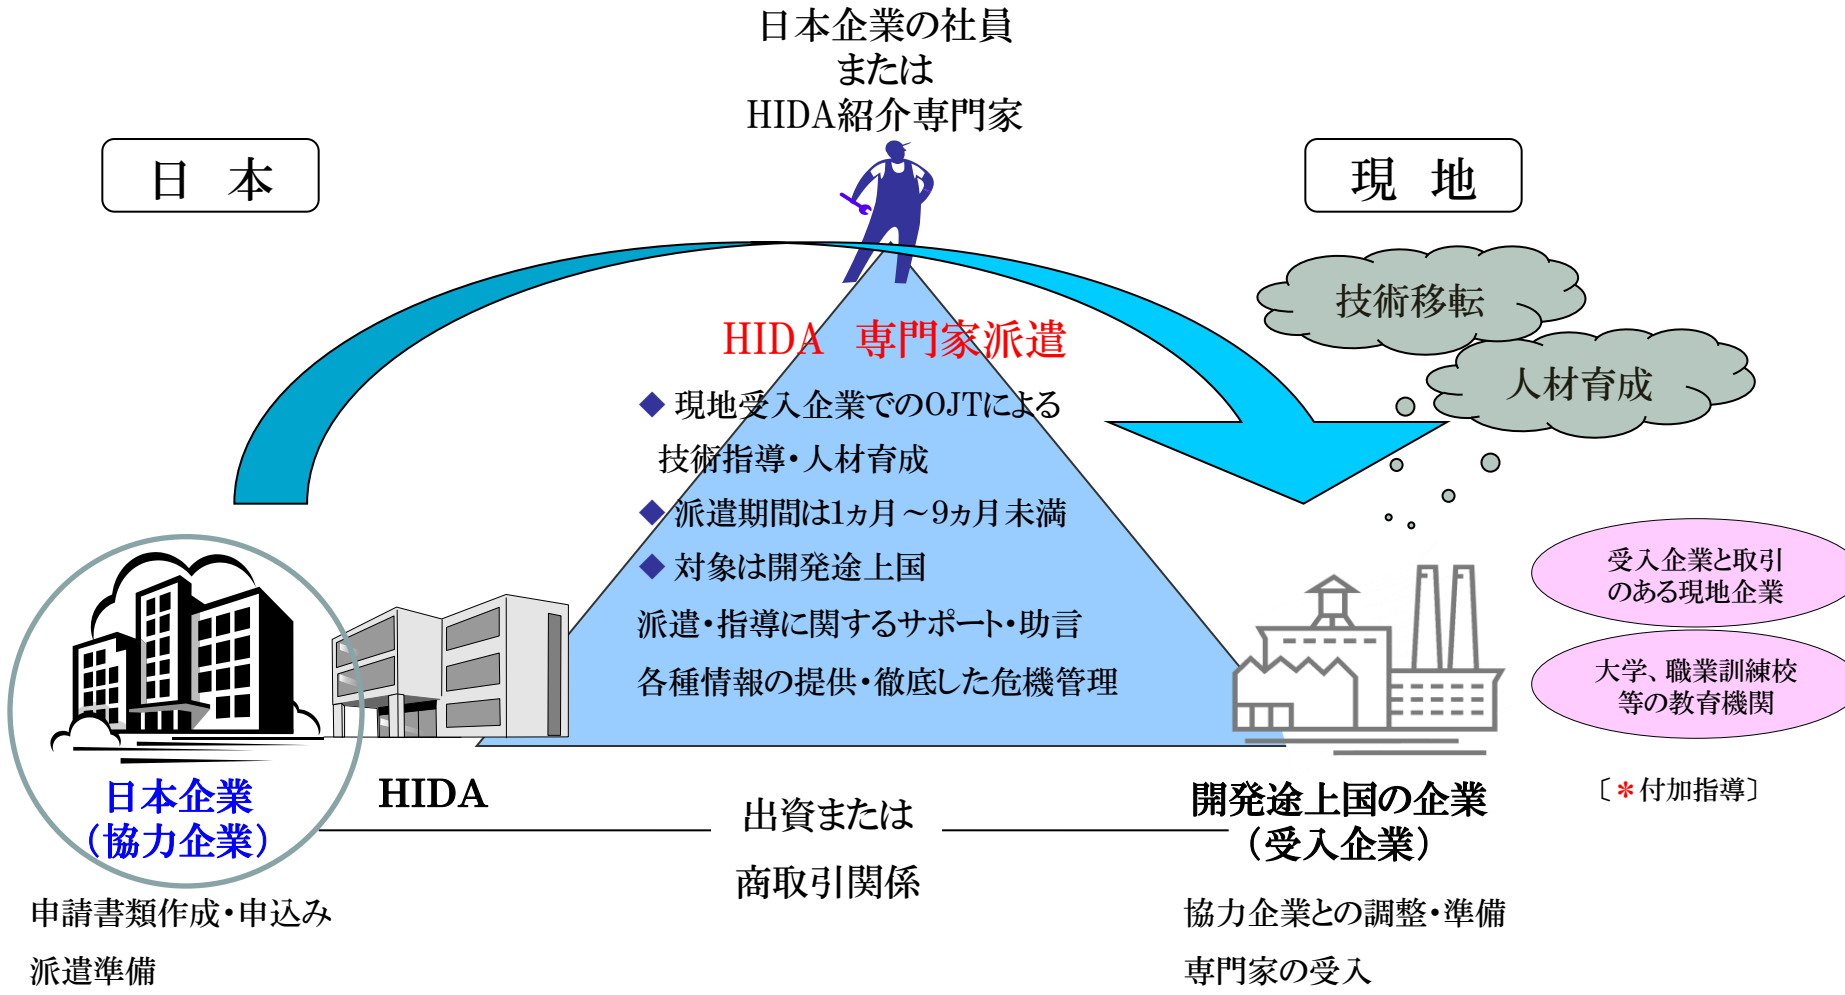 日本企業の社員
または
HIDA紹介専門家
日 本
現 地
技術移転
人材育成
HIDA 専門家派遣
◆ 現地受入企業でのOJTによる
技術指導・人材育成
◆ 派遣期間は1ヵ月～9ヵ月未満
◆ 対象は開発途上国
派遣・指導に関するサポート・助言
各種情報の提供・徹底した危機管理
受入企業と取引
のある現地企業
大学、職業訓練校
等の教育機関
〔＊付加指導〕
日本企業
（協力企業）
HIDA
出資または
商取引関係
開発途上国の企業
（受入企業）
申請書類作成・申込み
派遣準備
協力企業との調整・準備
専門家の受入